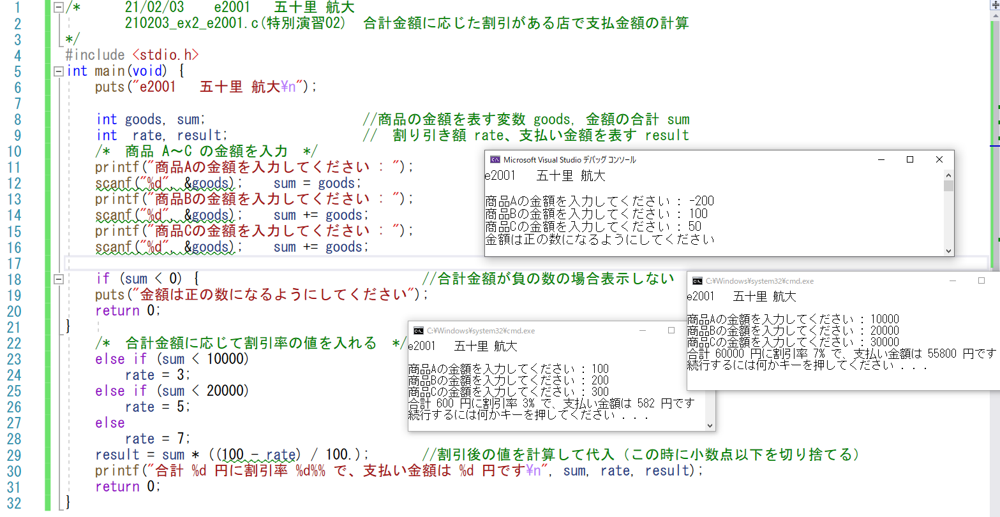 1 /* 21/02/03 e2001 五十里 航大
2 210203_ex2_e2001.c(特別演習02) 合計金額に応じた割引がある店で支払金額の計算
3 */
4 #include <stdio.h>
5 int main(void) {
6 puts("e2001 五十里 航大¥n");
7
8 int goods, sum; //商品の金額を表す変数 goods, 金額の合計 sum
9 int rate, result; // 割り引き額 rate、支払い金額を表す result
10 /* 商品 A～C の金額を入力 */
11 printf("商品Aの金額を入力してください : ");
12 scanf("%d", &goods); sum = goods;
13 printf("商品Bの金額を入力してください : ");
14 scanf("%d", &goods); sum += goods;
15 printf("商品Cの金額を入力してください : ");
16 scanf("%d", &goods); sum += goods;
17
18 if (sum < 0) { //合計金額が負の数の場合表示しない
19 puts("金額は正の数になるようにしてください");
20 return 0;
21 }
22 /* 合計金額に応じて割引率の値を入れる */
23 else if (sum < 10000)
24 rate = 3;
25 else if (sum < 20000)
26 rate = 5;
27 else
28 rate = 7;
29 result = sum * ((100 - rate) / 100.); //割引後の値を計算して代入（この時に小数点以下を切り捨てる）
30 printf("合計 %d 円に割引率 %d%% で、支払い金額は %d 円です¥n", sum, rate, result);
31 return 0;
32 }
Microsoft Visual Studio デバッグ コンソール
e2001 五十里 航大
商品Aの金額を入力してください : -200
商品Bの金額を入力してください : 100
商品Cの金額を入力してください : 50
金額は正の数になるようにしてください
C:¥Windows¥system32¥cmd.exe
e2001 五十里 航大
商品Aの金額を入力してください : 10000
商品Bの金額を入力してください : 20000
商品Cの金額を入力してください : 30000
合計 60000 円に割引率 7% で、支払い金額は 55800 円です
続行するには何かキーを押してください . . .
C:¥Windows¥system32¥cmd.exe
e2001 五十里 航大
商品Aの金額を入力してください : 100
商品Bの金額を入力してください : 200
商品Cの金額を入力してください : 300
合計 600 円に割引率 3% で、支払い金額は 582 円です
続行するには何かキーを押してください . . .